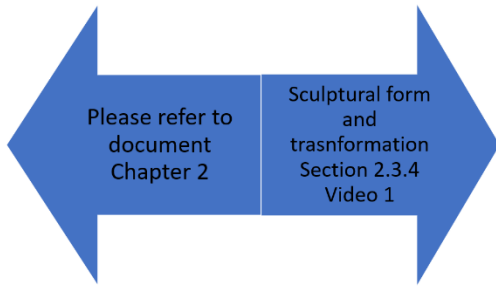 Please refer to
document
Chapter 2
Sculptural form
and
trasnformation
Section 2.3.4
Video 1